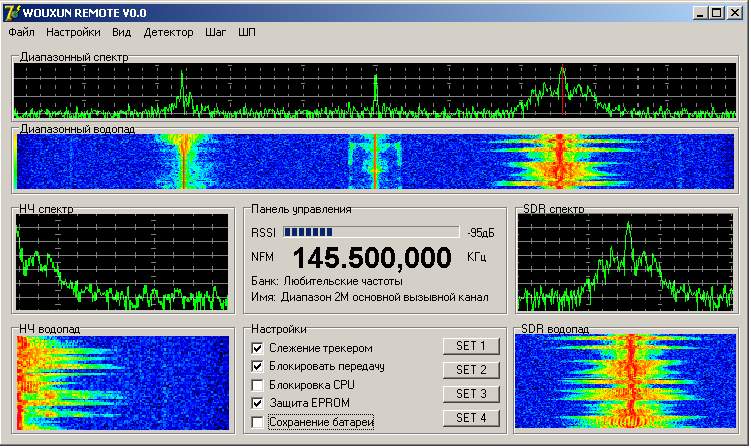 WOUXUN REMOTE V0.0
Файл Настройки Вид Детектор Шаг ШП
Диапазонный спектр
Диапазонный водопад
НЧ спектр
Панель управления
SDR спектр
RSSI -95дБ
NFM 145.500,000 КГц
Банк: Любительские частоты
Имя: Диапазон 2М основной вызывной канал
НЧ водопад
Настройки
SDR водопад
Слежение трекером SET 1
Блокировать передачу SET 2
Блокировка CPU SET 3
Защита EPROM SET 4
Сохранение батареи